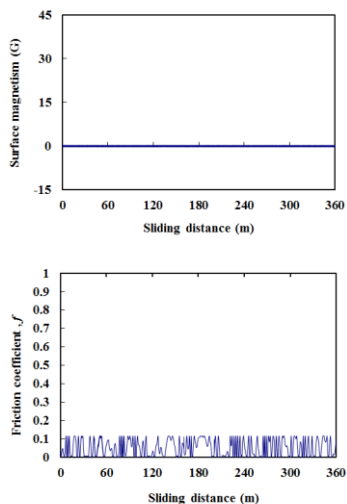 45
30
15
0
-15
Surface magnetism (G)
0 60 120 180 240 300 360
Sliding distance (m)
1
0.9
0.8
0.7
0.6
0.5
0.4
0.3
0.2
0.1
0
Friction coefficient ,f
0 60 120 180 240 300 360
Sliding distance (m)